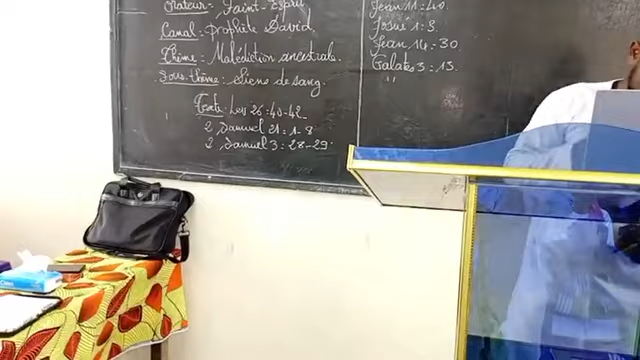 Orateur : Saint-Esprit
Canal : Prophète David
Thème : Malédiction ancestrale.
Sous-thème : Liens de sang
Texte : Lev 26 : 40-42
2 Samuel 21 : 1-8
2 Samuel 3 : 28-29
Jean 11 : 40.
Josué 1 : 3.
Jean 14 : 30.
Galates 3 : 13.
"